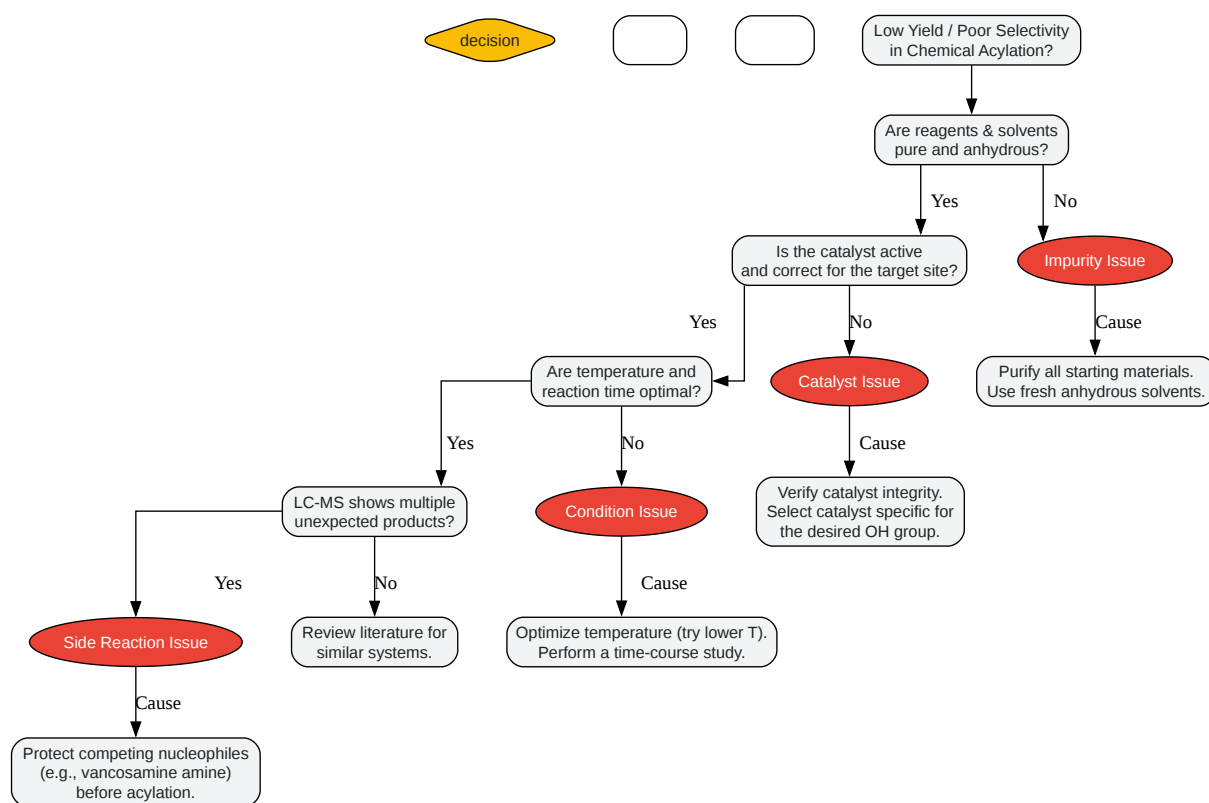 decision
Low Yield / Poor Selectivity
in Chemical Acylation?
Are reagents & solvents
pure and anhydrous?
Yes
No
Is the catalyst active
and correct for the target site?
Impurity Issue
Yes
No
Cause
Are temperature and
reaction time optimal?
Catalyst Issue
Purify all starting materials.
Use fresh anhydrous solvents.
Yes
No
Cause
LC-MS shows multiple
unexpected products?
Condition Issue
Verify catalyst integrity.
Select catalyst specific for
the desired OH group.
Yes
No
Cause
Side Reaction Issue
Review literature for
similar systems.
Optimize temperature (try lower T).
Perform a time-course study.
Cause
Protect competing nucleophiles
(e.g., vancosamine amine)
before acylation.